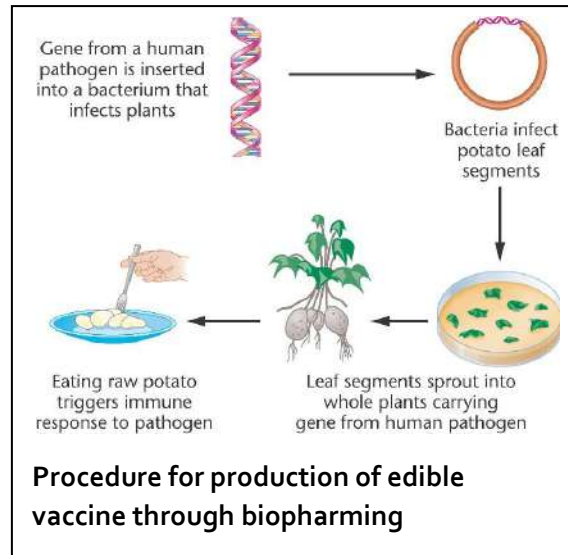 Gene from a human
pathogen is inserted
into a bacterium that
infects plants
Bacteria infect
potato leaf
segments
Leaf segments sprout into
whole plants carrying
gene from human pathogen
Eating raw potato
triggers immune
response to pathogen
Procedure for production of edible
vaccine through biopharming